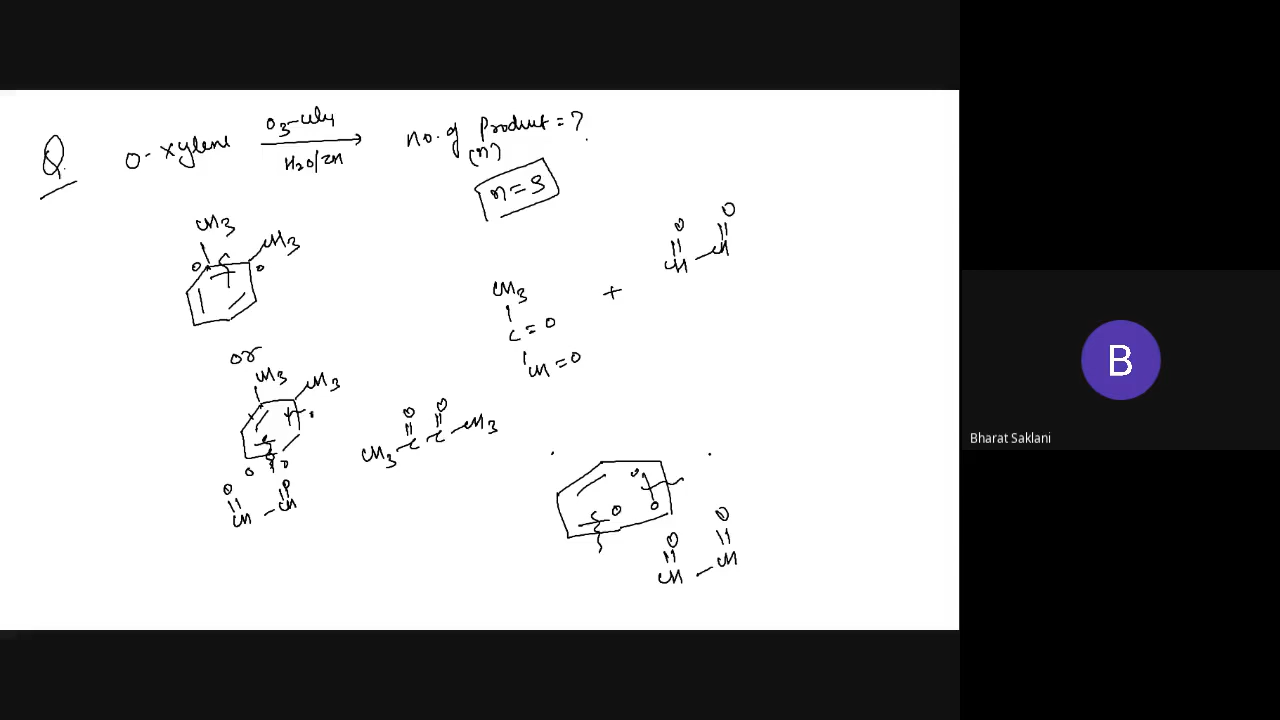 Q. O-xylene O3-CCl4 H2O/Zn no. of Product = ?
(n)
n = 3
CH3
CH3
C
or
CH3
CH3
CH3
C = O
CH = O
+
O O
CH - CH
O O
CH3 - C - C - CH3
O O
O O
CH - CH
O O
O O
CH - CH
B
Bharat Saklani